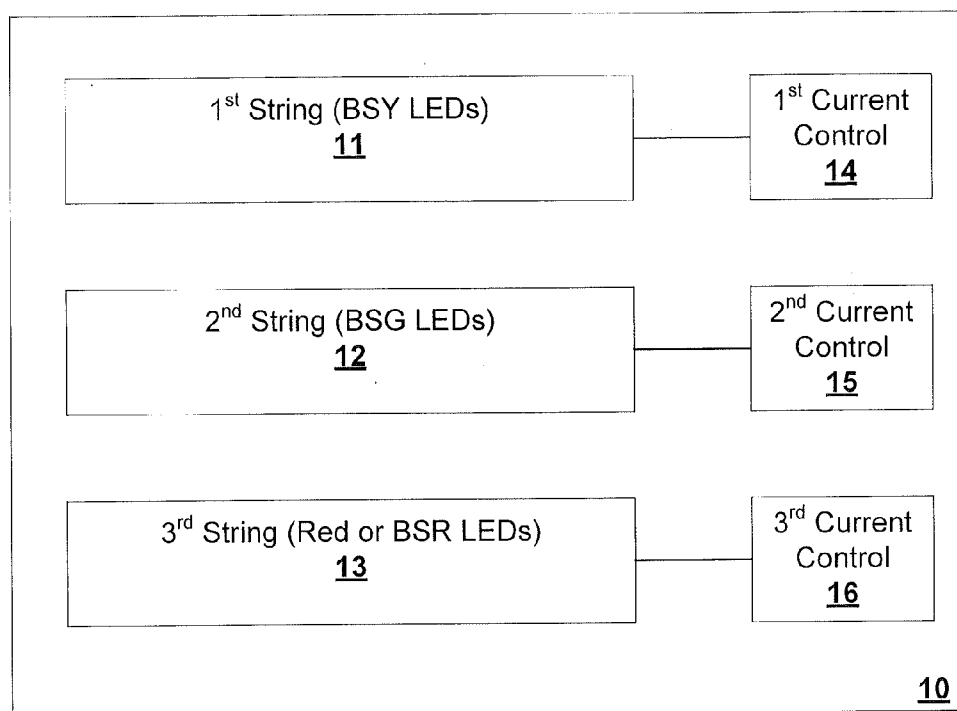 1st String (BSY LEDs)
11
1st Current
Control
14
2nd String (BSG LEDs)
12
2nd Current
Control
15
3rd String (Red or BSR LEDs)
13
3rd Current
Control
16
10